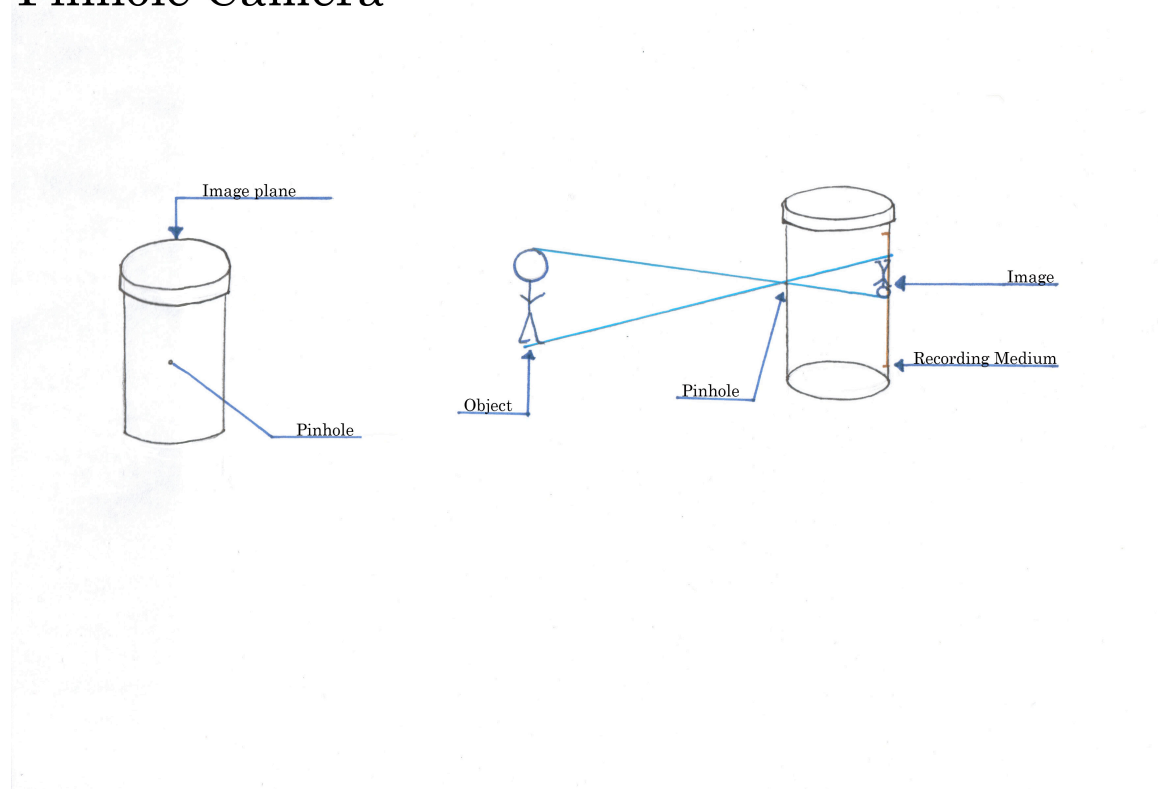 Pinhole Camera
Image plane
Pinhole
Object
Pinhole
Image
Recording Medium